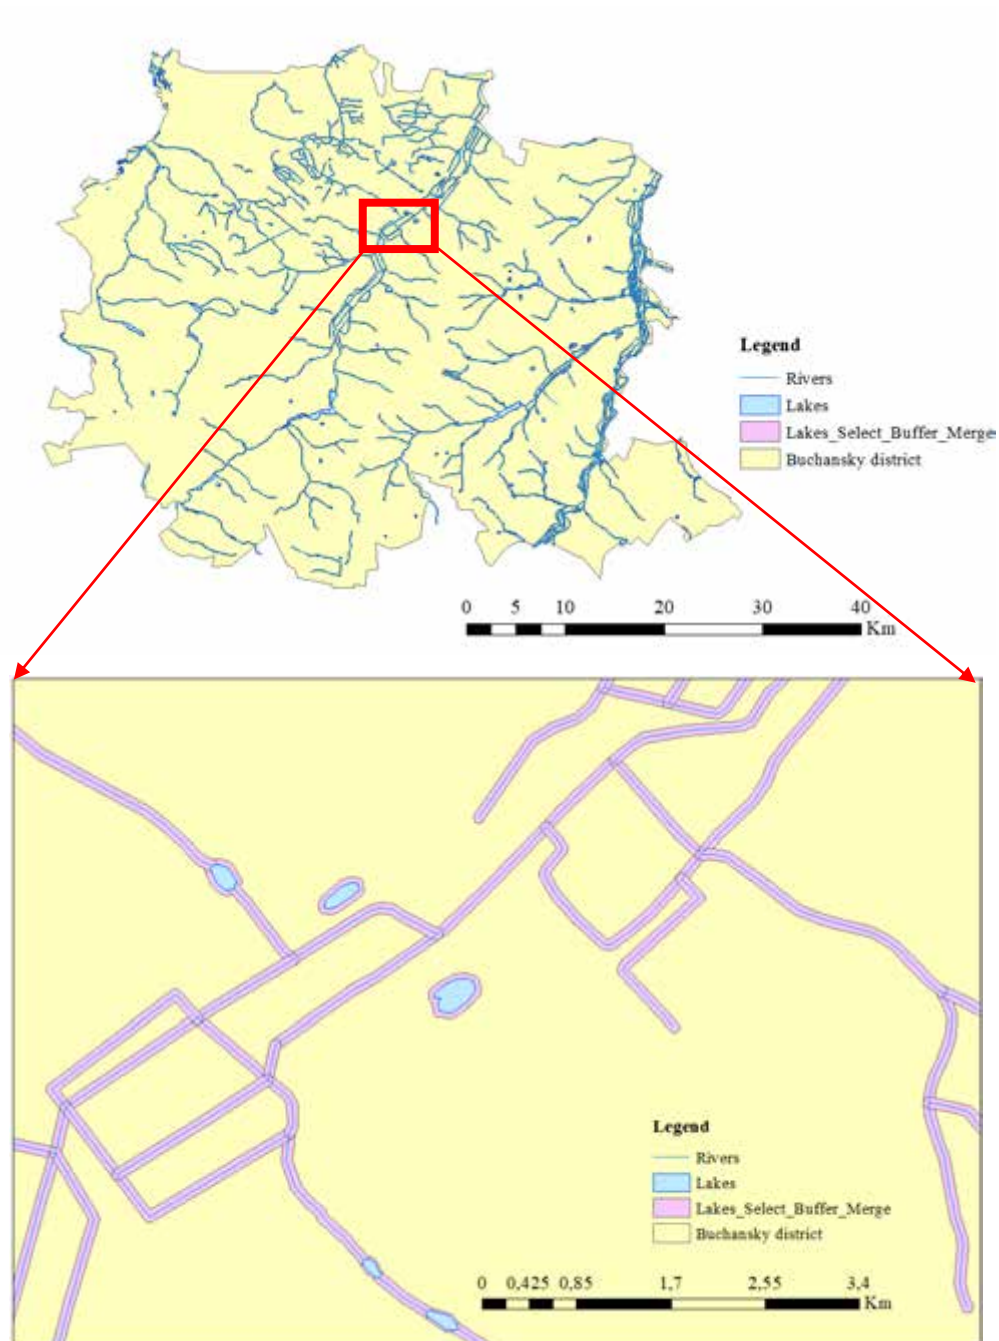 Legend
Rivers
Lakes
Lakes_Select_Buffer_Merge
Buchansky district
0 5 10 20 30 40
Km
Legend
Rivers
Lakes
Lakes_Select_Buffer_Merge
Buchansky district
0 0,425 0,85 1,7 2,55 3,4
Km